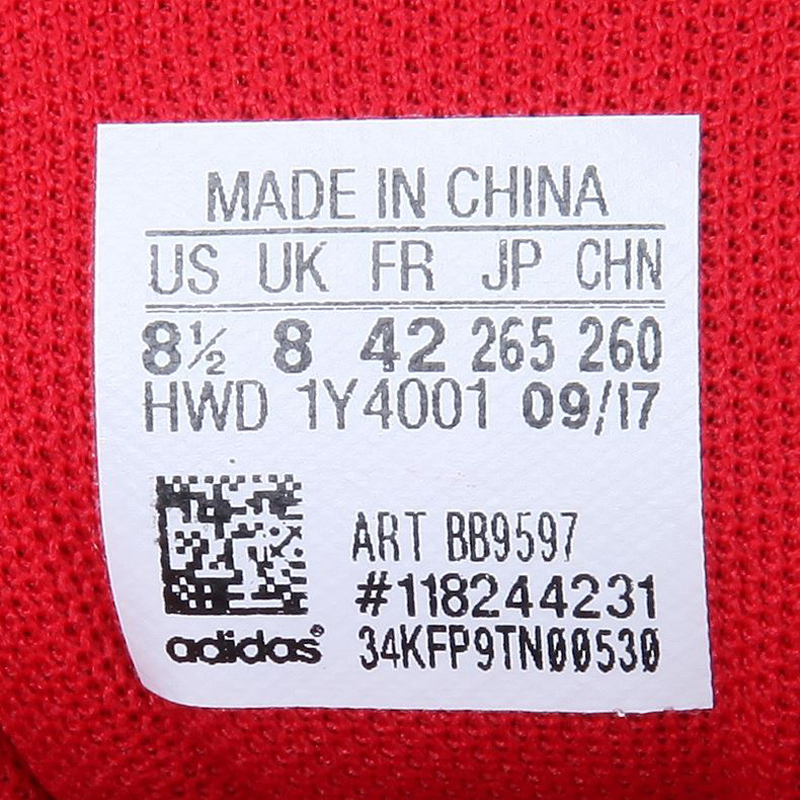 MADE IN CHINA
US UK FR JP CHN
8½ 8 42 265 260
HWD 1Y4001 09/17
ART BB9597
#118244231
adidas® 34KFP9TN00530